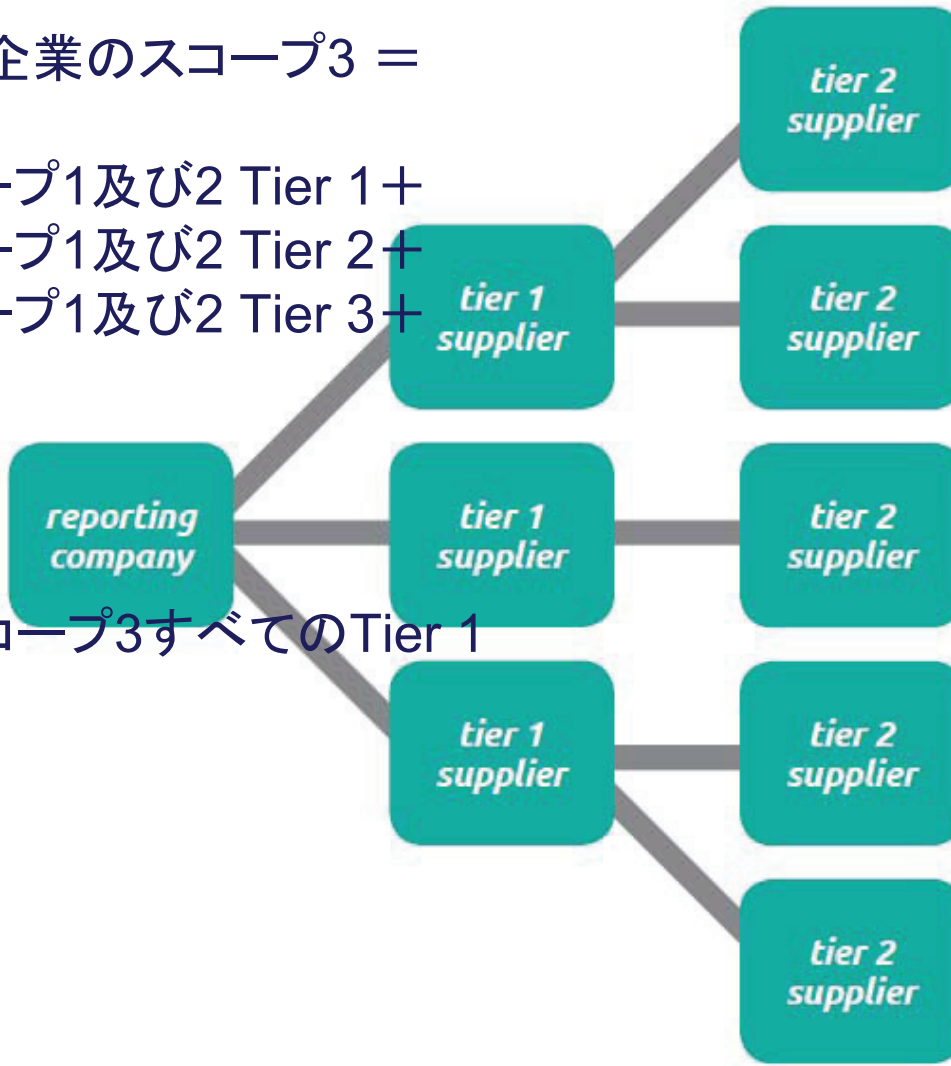 企業のスコープ3 ＝
ープ1及び2 Tier 1＋
ープ1及び2 Tier 2＋
ープ1及び2 Tier 3＋
コープ3すべてのTier 1
reporting
company
tier 1
supplier
tier 1
supplier
tier 1
supplier
tier 2
supplier
tier 2
supplier
tier 2
supplier
tier 2
supplier
tier 2
supplier